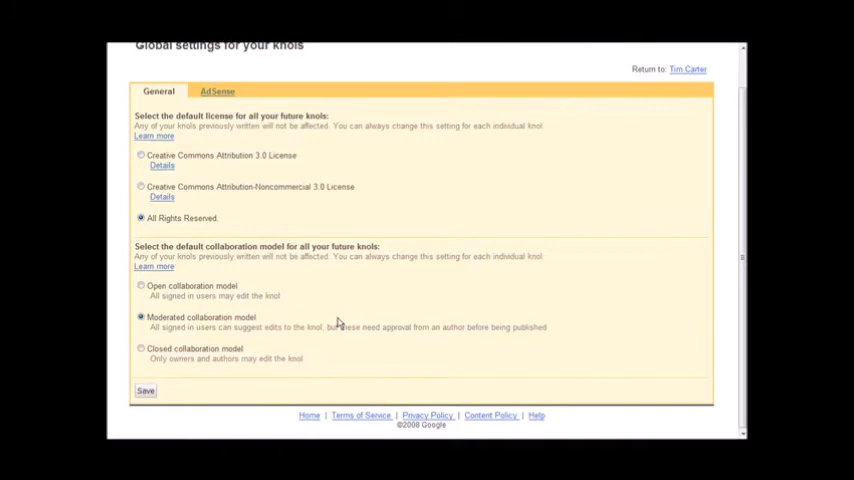 Global settings for your knols
Return to: Tim Carter
General AdSense
Select the default license for all your future knols:
Any of your knols previously written will not be affected. You can always change this setting for each individual knol
Learn more
Creative Commons Attribution 3.0 License
Details
Creative Commons Attribution-Noncommercial 3.0 License
Details
All Rights Reserved.
Select the default collaboration model for all your future knols:
Any of your knols previously written will not be affected. You can always change this setting for each individual knol
Learn more
Open collaboration model
All signed in users may edit the knol
Moderated collaboration model
All signed in users can suggest edits to the knol, but these need approval from an author before being published
Closed collaboration model
Only owners and authors may edit the knol
Save
Home | Terms of Service | Privacy Policy | Content Policy | Help
©2008 Google